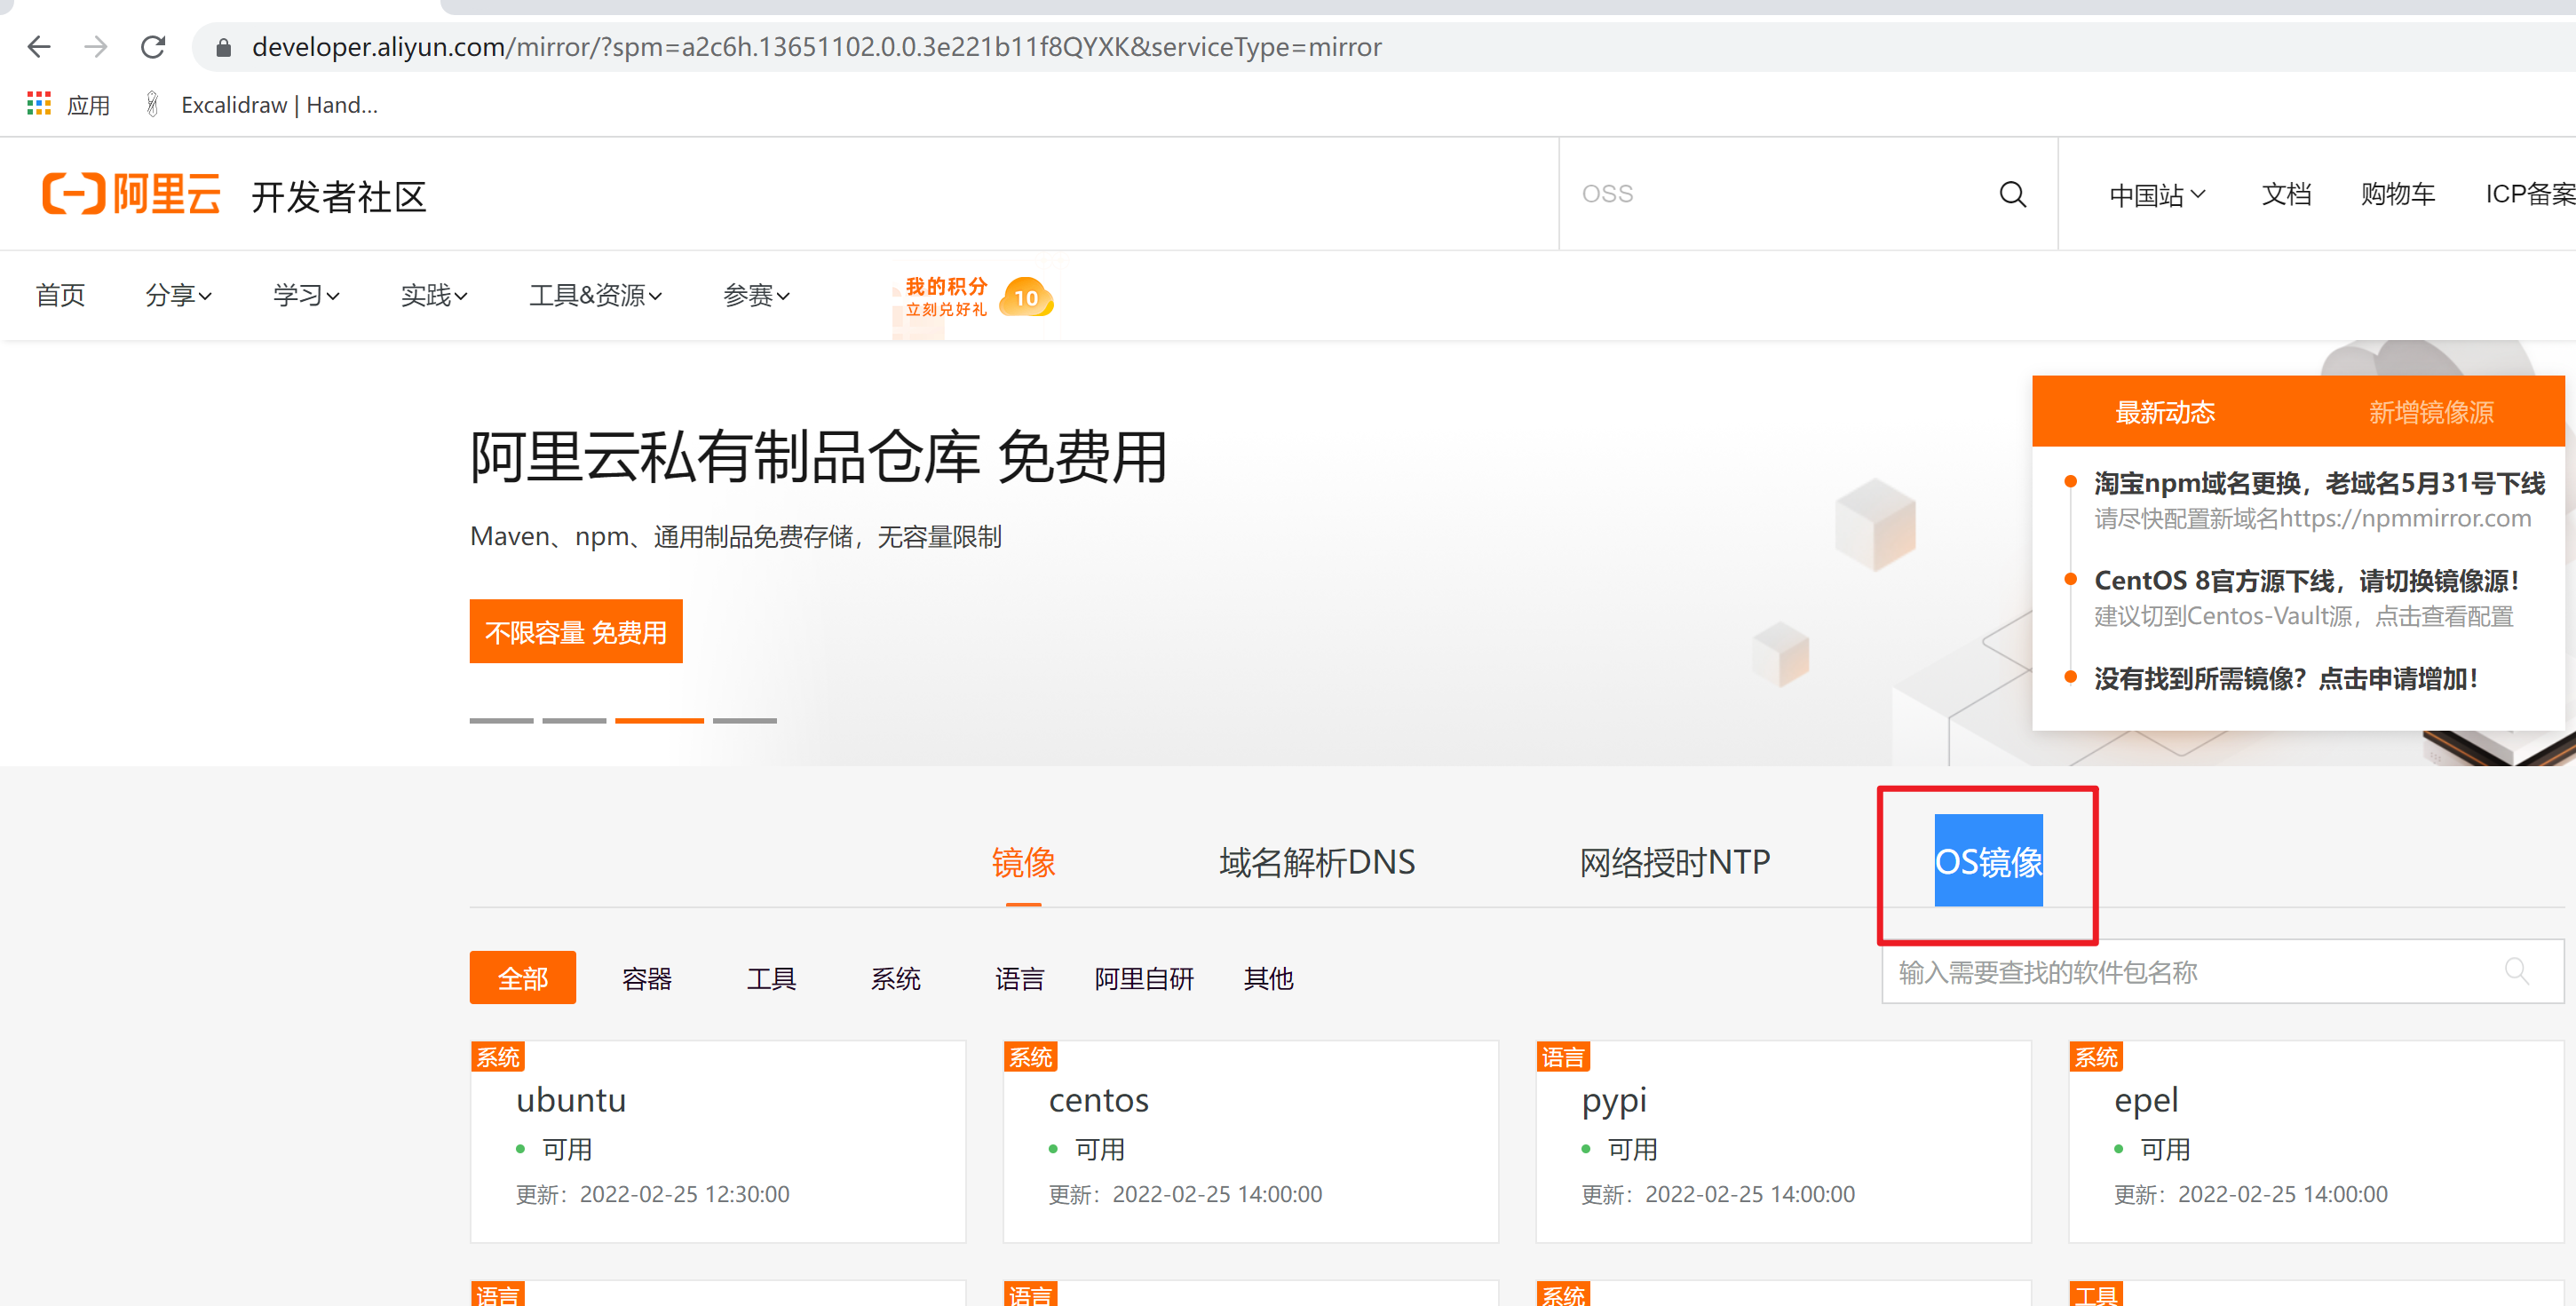 developer.aliyun.com/mirror/?spm=a2c6h.13651102.0.0.3e221b11f8QYXK&serviceType=mirror
应用 Excalidraw | Hand...
阿里云 开发者社区 OSS 中国站 文档 购物车 ICP备案
首页 分享 学习 实践 工具&资源 参赛 我的积分 10
立刻兑好礼
最新动态 新增镜像源
阿里云私有制品仓库 免费用
Maven、npm、通用制品免费存储，无容量限制
不限容量 免费用
淘宝npm域名更换，老域名5月31号下线
请尽快配置新域名https://npmmirror.com
CentOS 8官方源下线，请切换镜像源！
建议切到Centos-Vault源，点击查看配置
没有找到所需镜像？点击申请增加！
镜像 域名解析DNS 网络授时NTP OS镜像
全部 容器 工具 系统 语言 阿里自研 其他 输入需要查找的软件包名称
系统 系统 语言 系统
ubuntu centos pypi epel
可用 可用 可用 可用
更新：2022-02-25 12:30:00 更新：2022-02-25 14:00:00 更新：2022-02-25 14:00:00 更新：2022-02-25 14:00:00
语言 语言 系统 工具